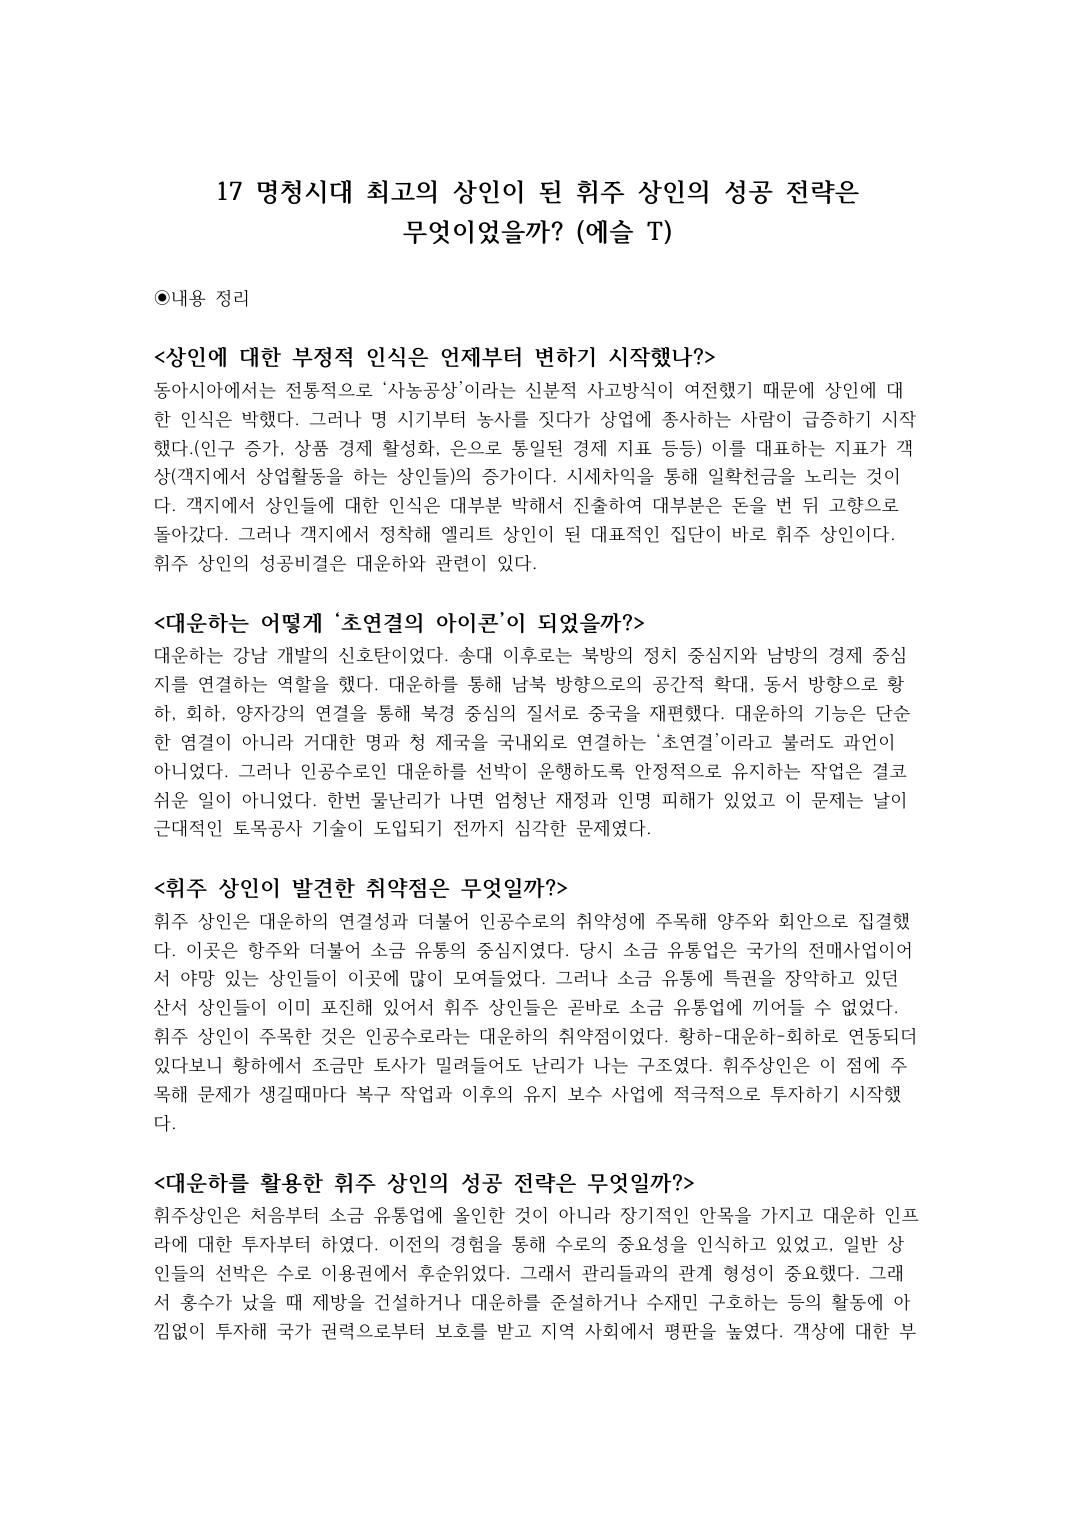 17 명청시대 최고의 상인이 된 휘주 상인의 성공 전략은
무엇이었을까? (에슬 T)
◉내용 정리
<상인에 대한 부정적 인식은 언제부터 변하기 시작했나?>
동아시아에서는 전통적으로 ‘사농공상’이라는 신분적 사고방식이 여전했기 때문에 상인에 대
한 인식은 박했다. 그러나 명 시기부터 농사를 짓다가 상업에 종사하는 사람이 급증하기 시작
했다.(인구 증가, 상품 경제 활성화, 은으로 통일된 경제 지표 등등) 이를 대표하는 지표가 객
상(객지에서 상업활동을 하는 상인들)의 증가이다. 시세차익을 통해 일확천금을 노리는 것이
다. 객지에서 상인들에 대한 인식은 대부분 박해서 진출하여 대부분은 돈을 번 뒤 고향으로
돌아갔다. 그러나 객지에서 정착해 엘리트 상인이 된 대표적인 집단이 바로 휘주 상인이다.
휘주 상인의 성공비결은 대운하와 관련이 있다.
<대운하는 어떻게 ‘초연결의 아이콘’이 되었을까?>
대운하는 강남 개발의 신호탄이었다. 송대 이후로는 북방의 정치 중심지와 남방의 경제 중심
지를 연결하는 역할을 했다. 대운하를 통해 남북 방향으로의 공간적 확대, 동서 방향으로 황
하, 회하, 양자강의 연결을 통해 북경 중심의 질서로 중국을 재편했다. 대운하의 기능은 단순
한 염결이 아니라 거대한 명과 청 제국을 국내외로 연결하는 ‘초연결’이라고 불러도 과언이
아니었다. 그러나 인공수로인 대운하를 선박이 운행하도록 안정적으로 유지하는 작업은 결코
쉬운 일이 아니었다. 한번 물난리가 나면 엄청난 재정과 인명 피해가 있었고 이 문제는 날이
근대적인 토목공사 기술이 도입되기 전까지 심각한 문제였다.
<휘주 상인이 발견한 취약점은 무엇일까?>
휘주 상인은 대운하의 연결성과 더불어 인공수로의 취약성에 주목해 양주와 회안으로 집결했
다. 이곳은 항주와 더불어 소금 유통의 중심지였다. 당시 소금 유통업은 국가의 전매사업이어
서 야망 있는 상인들이 이곳에 많이 모여들었다. 그러나 소금 유통에 특권을 장악하고 있던
산서 상인들이 이미 포진해 있어서 휘주 상인들은 곧바로 소금 유통업에 끼어들 수 없었다.
휘주 상인이 주목한 것은 인공수로라는 대운하의 취약점이었다. 황하-대운하-회하로 연동되더
있다보니 황하에서 조금만 토사가 밀려들어도 난리가 나는 구조였다. 휘주상인은 이 점에 주
목해 문제가 생길때마다 복구 작업과 이후의 유지 보수 사업에 적극적으로 투자하기 시작했
다.
<대운하를 활용한 휘주 상인의 성공 전략은 무엇일까?>
휘주상인은 처음부터 소금 유통업에 올인한 것이 아니라 장기적인 안목을 가지고 대운하 인프
라에 대한 투자부터 하였다. 이전의 경험을 통해 수로의 중요성을 인식하고 있었고, 일반 상
인들의 선박은 수로 이용권에서 후순위었다. 그래서 관리들과의 관계 형성이 중요했다. 그래
서 홍수가 났을 때 제방을 건설하거나 대운하를 준설하거나 수재민 구호하는 등의 활동에 아
낌없이 투자해 국가 권력으로부터 보호를 받고 지역 사회에서 평판을 높였다. 객상에 대한 부